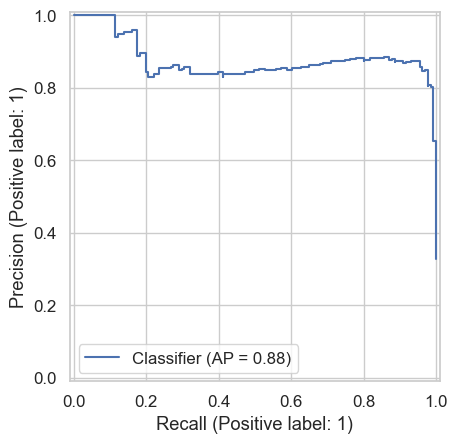 1.0
0.8
0.6
0.4
0.2
0.0
Precision (Positive label: 1)
Classifier (AP = 0.88)
0.0 0.2 0.4 0.6 0.8 1.0
Recall (Positive label: 1)